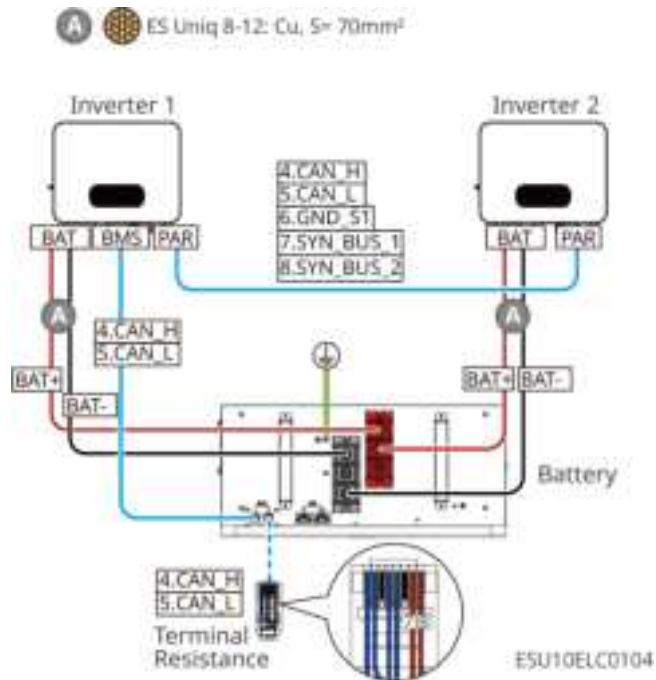 A ES Uniq 8-12: Cu, S= 70mm²
Inverter 1
Inverter 2
4.CAN_H
5.CAN_L
6.GND_S1
7.SYN_BUS_1
8.SYN_BUS_2
BAT BMS PAR
BAT PAR
A
A
4.CAN_H
5.CAN_L
BAT+
BAT-
BAT+ BAT-
Battery
4.CAN_H
5.CAN_L
Terminal
Resistance
ESU10ELC0104